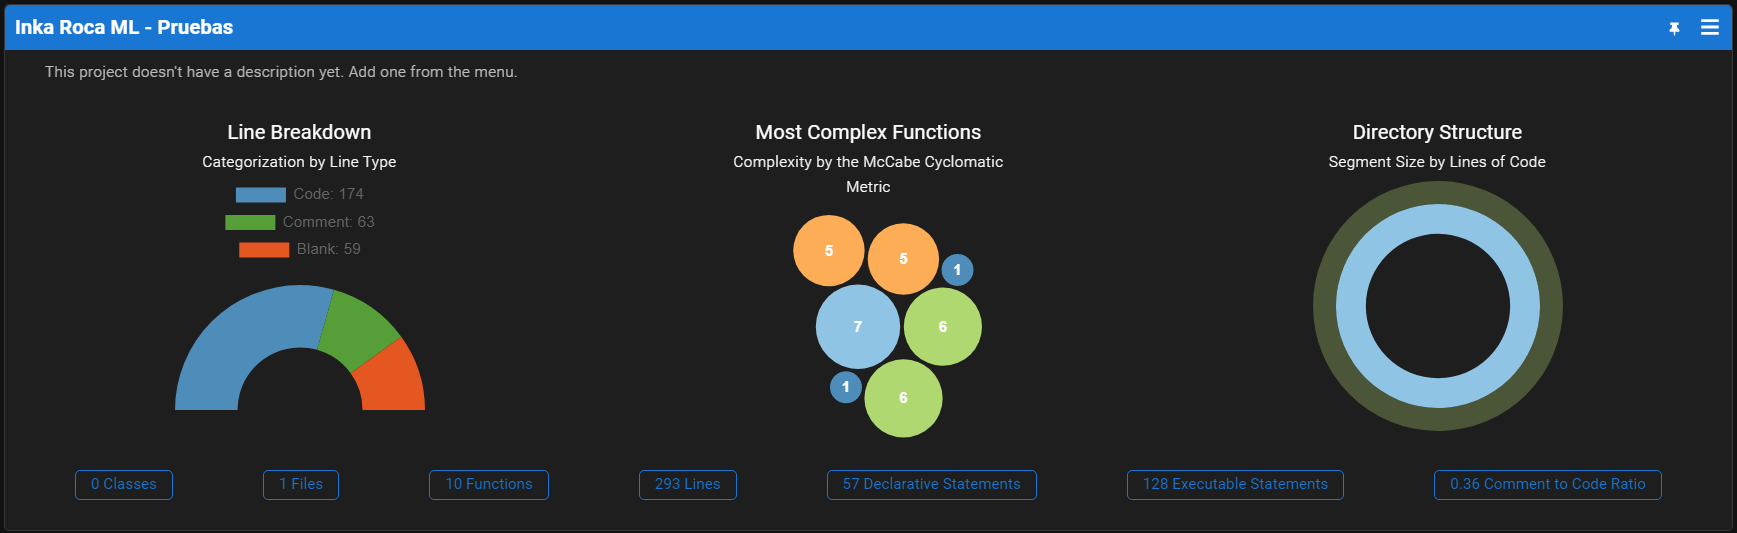 Inka Roca ML - Pruebas
This project doesn't have a description yet. Add one from the menu.
Line Breakdown
Categorization by Line Type
Code: 174
Comment: 63
Blank: 59
Most Complex Functions
Complexity by the McCabe Cyclomatic
Metric
5
5
1
7
6
1
6
Directory Structure
Segment Size by Lines of Code
0 Classes
1 Files
10 Functions
293 Lines
57 Declarative Statements
128 Executable Statements
0.36 Comment to Code Ratio